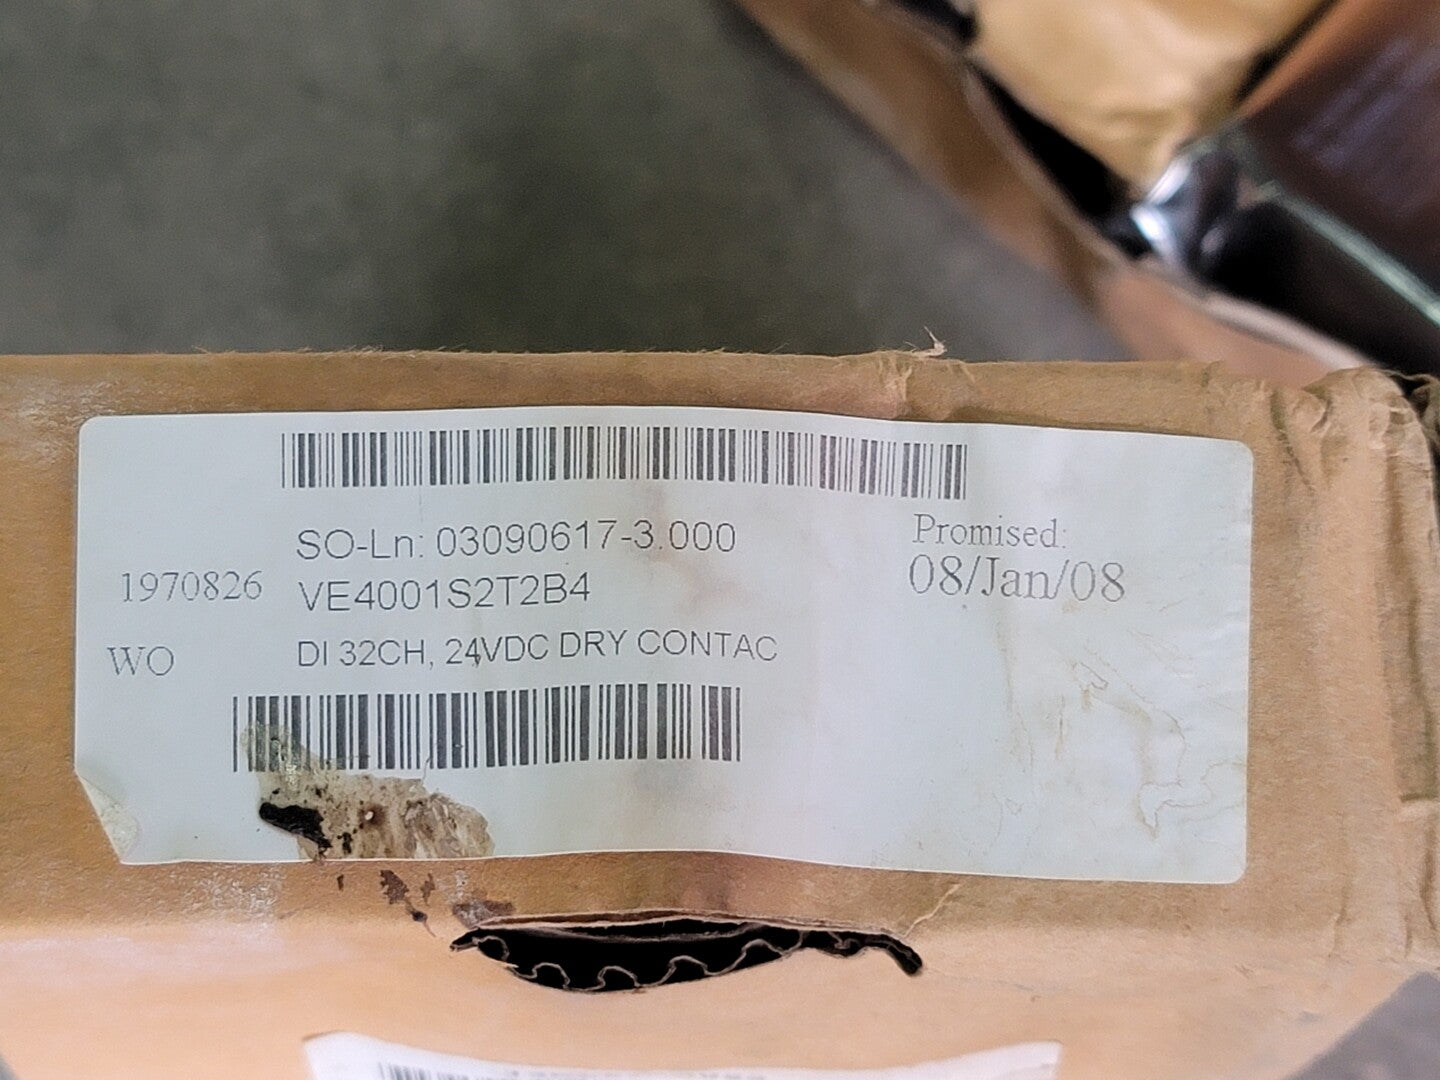 SO-Ln: 03090617-3.000
Promised:
1970826 VE4001S2T2B4
08/Jan/08
WO
DI 32CH, 24VDC DRY CONTAC